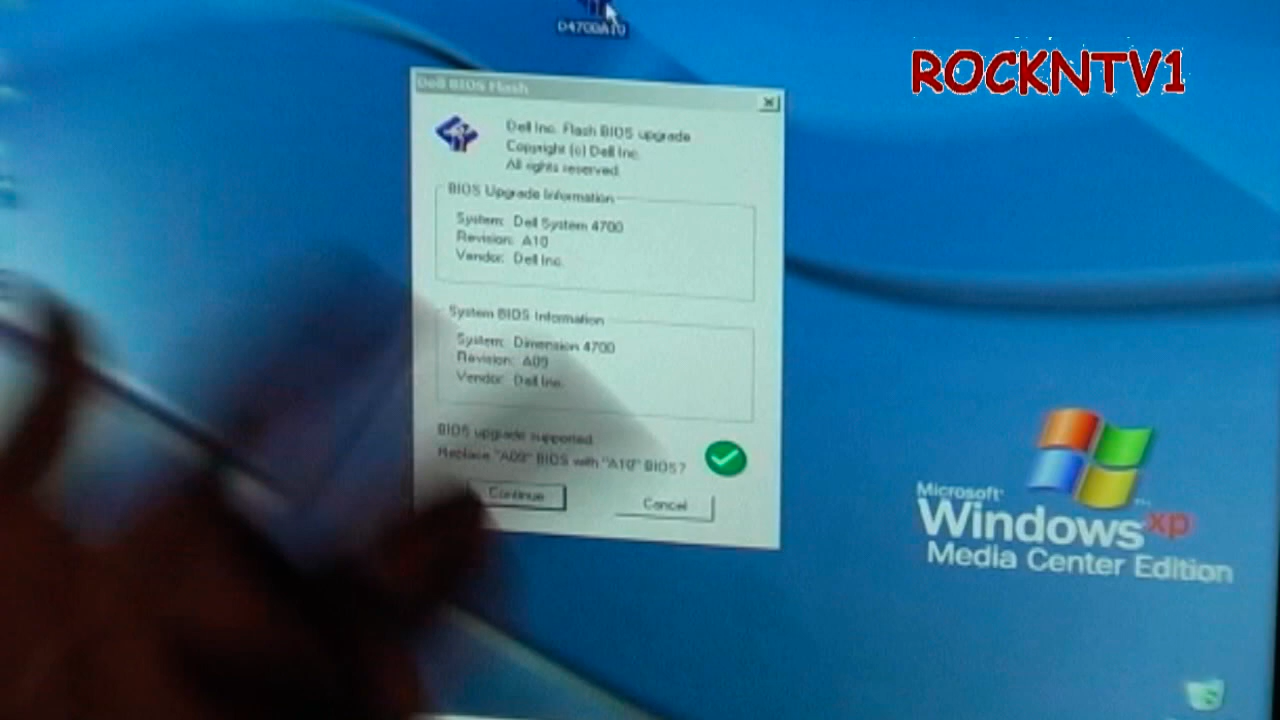 D4700A10
ROCKNTV1
Dell BIOS Flash
Dell Inc. Flash BIOS upgrade
Copyright (c) Dell Inc.
All rights reserved.
BIOS Upgrade Information
System: Dell System 4700
Revision: A10
Vendor: Dell Inc.
System BIOS Information
System: Dimension 4700
Revision: A09
Vendor: Dell Inc.
BIOS upgrade supported.
Replace "A09" BIOS with "A10" BIOS?
Continue
Cancel
Microsoft
Windows xp
Media Center Edition